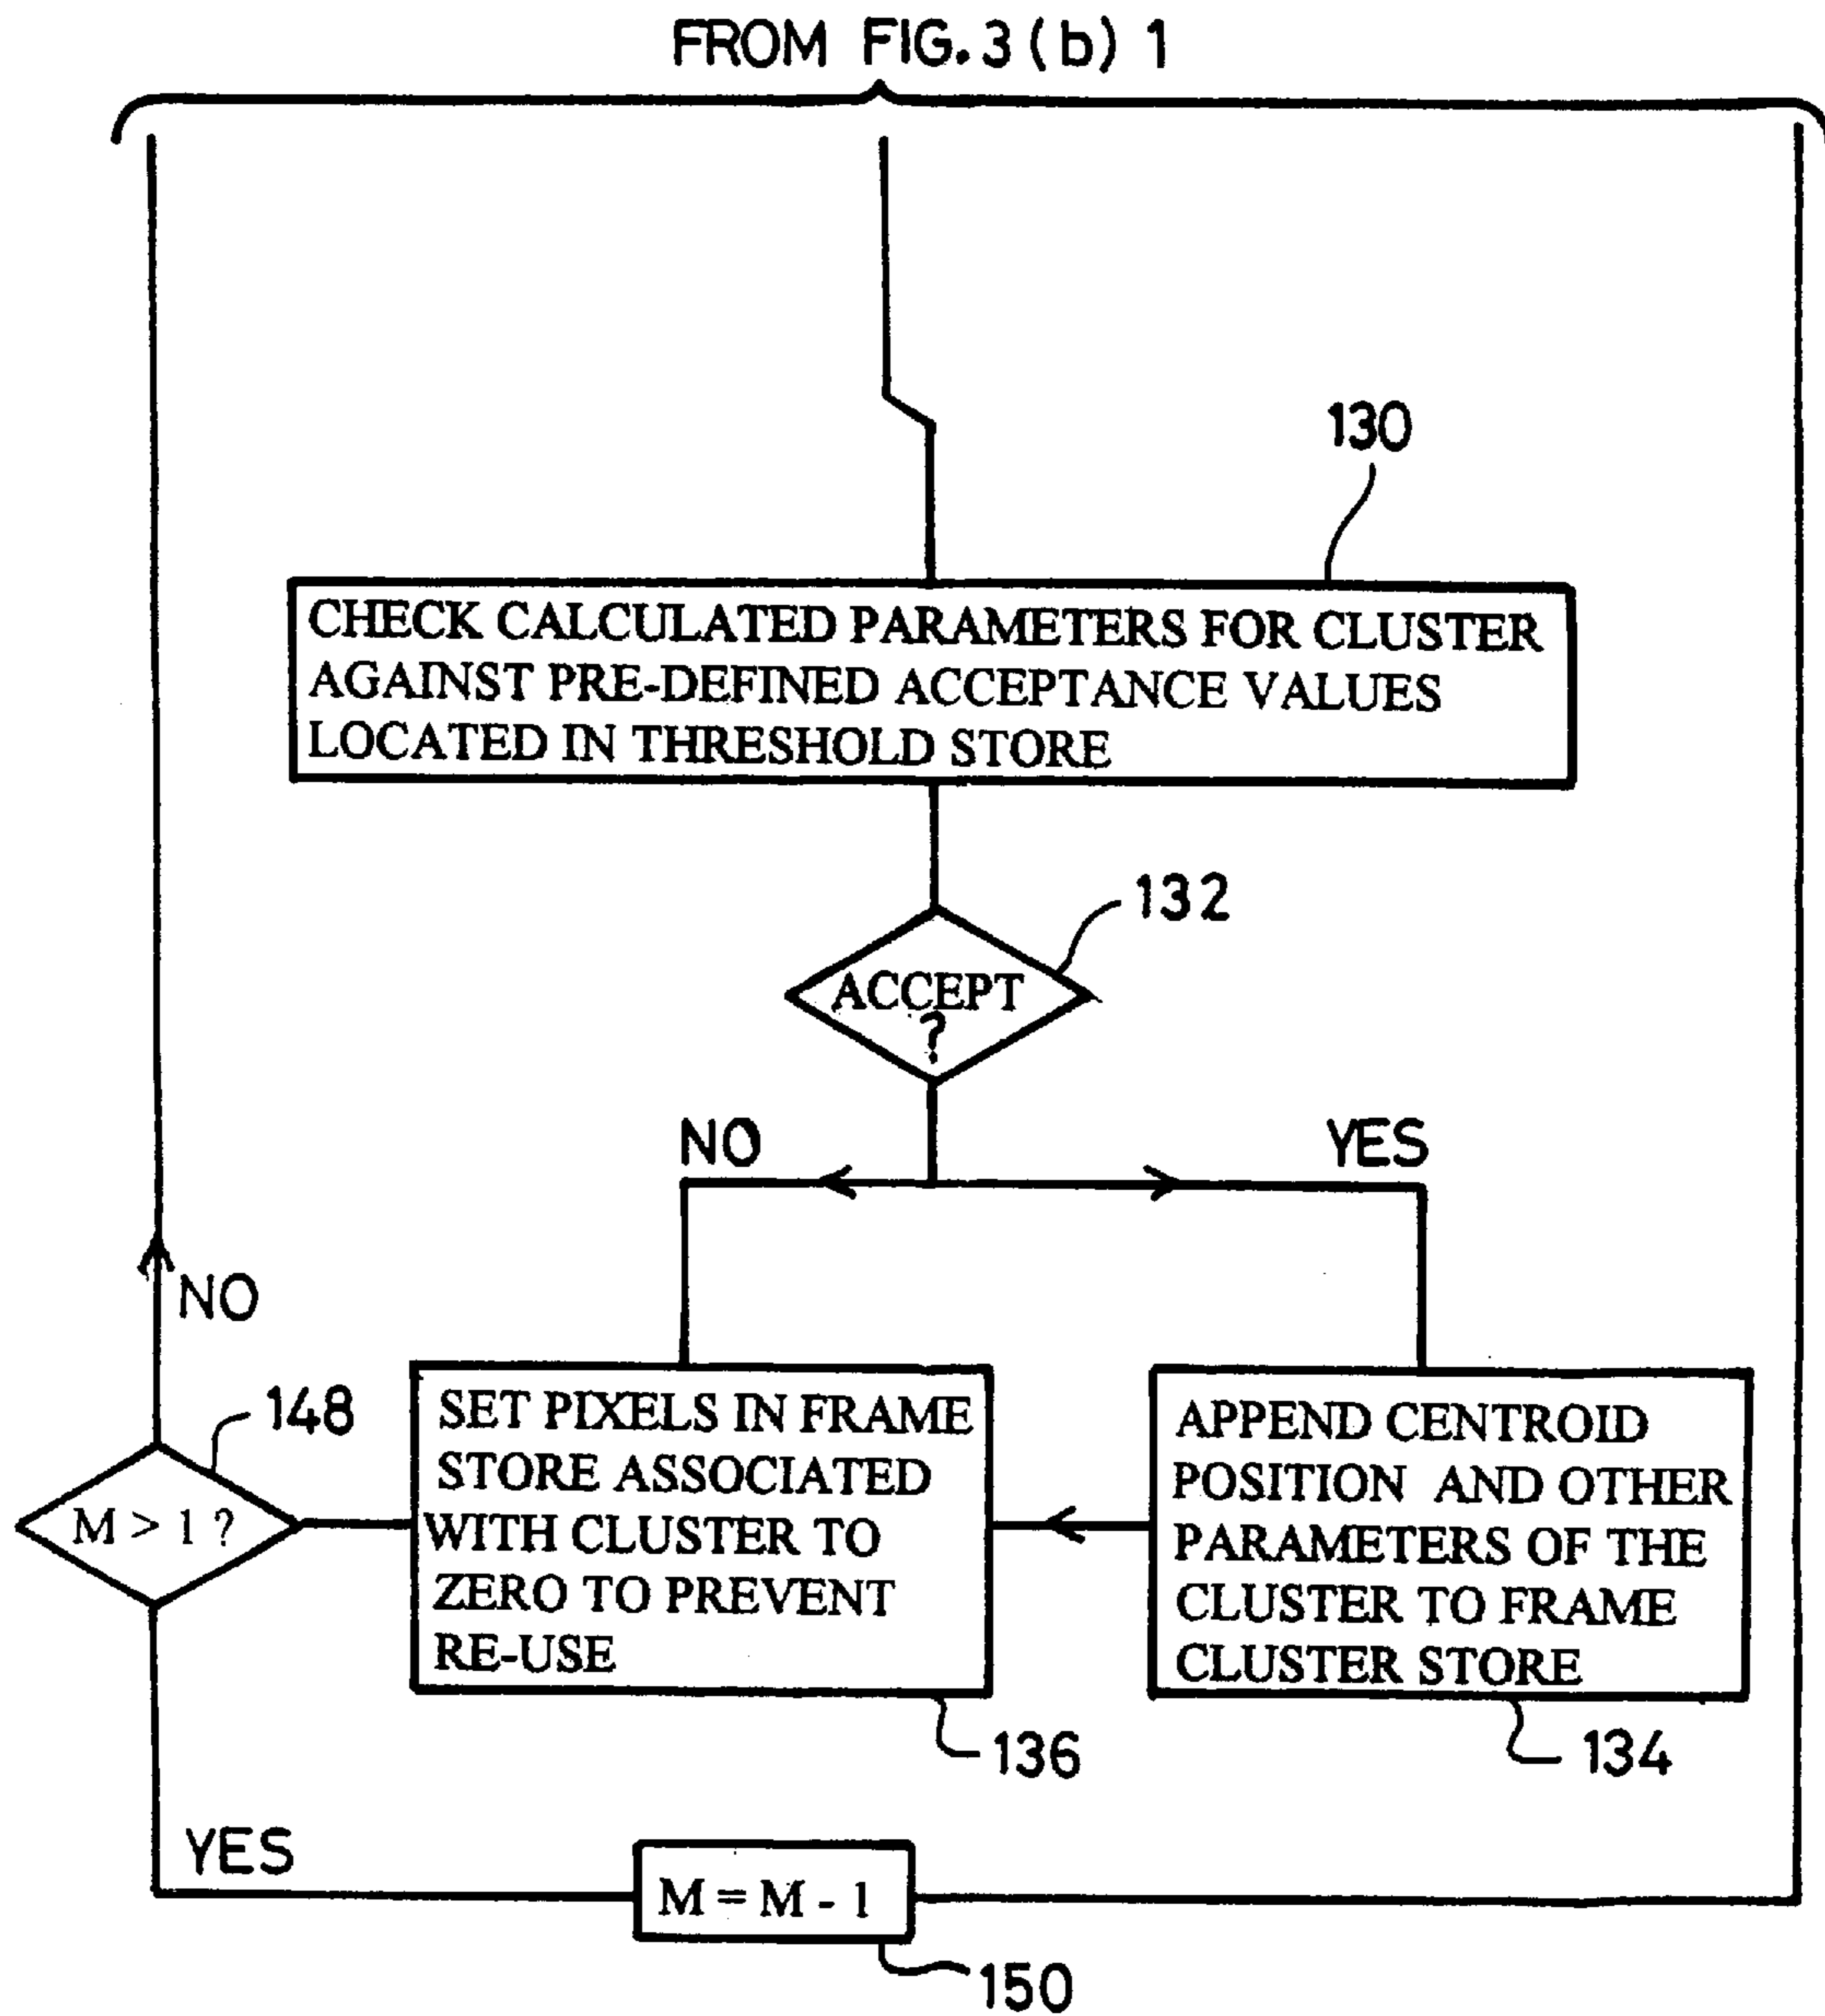 FROM FIG. 3 (b) 1
130
CHECK CALCULATED PARAMETERS FOR CLUSTER
AGAINST PRE-DEFINED ACCEPTANCE VALUES
LOCATED IN THRESHOLD STORE
132
ACCEPT
?
NO
YES
NO
148
M > 1 ?
SET PIXELS IN FRAME
STORE ASSOCIATED
WITH CLUSTER TO
ZERO TO PREVENT
RE-USE
136
APPEND CENTROID
POSITION AND OTHER
PARAMETERS OF THE
CLUSTER TO FRAME
CLUSTER STORE
134
YES
M = M - 1
150